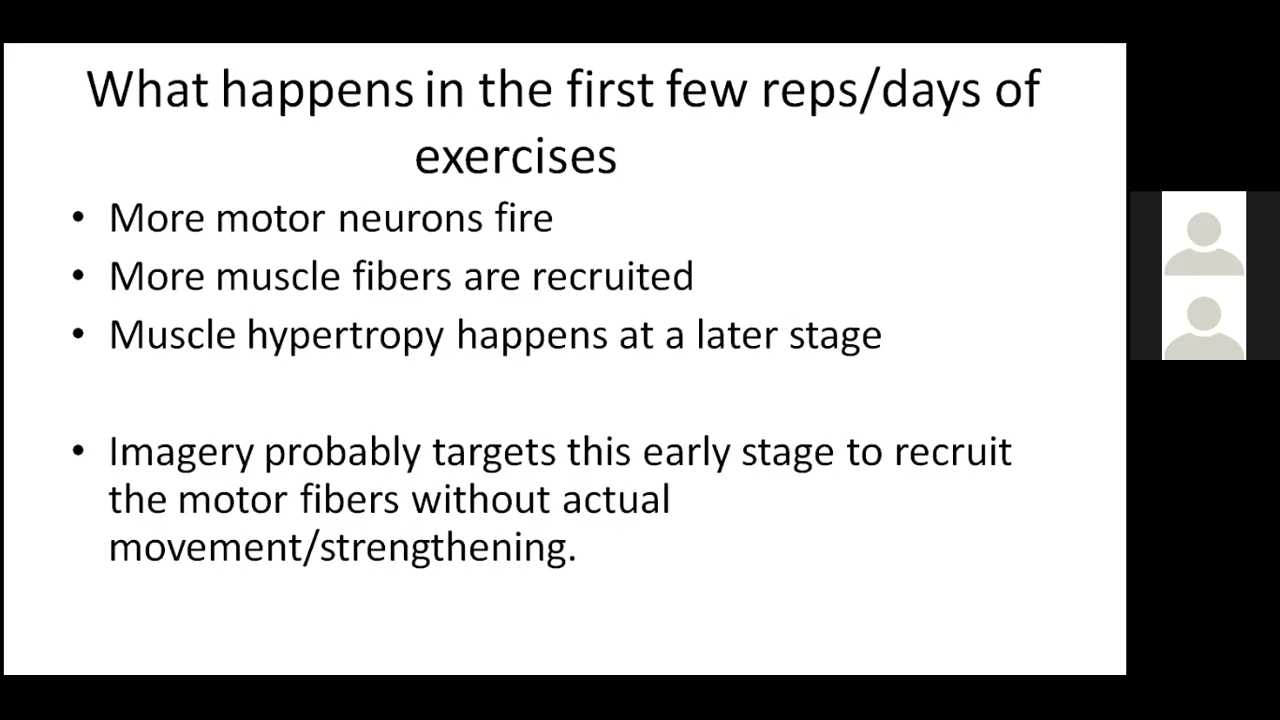 What happens in the first few reps/days of
exercises
• More motor neurons fire
• More muscle fibers are recruited
• Muscle hypertropy happens at a later stage
• Imagery probably targets this early stage to recruit
the motor fibers without actual
movement/strengthening.